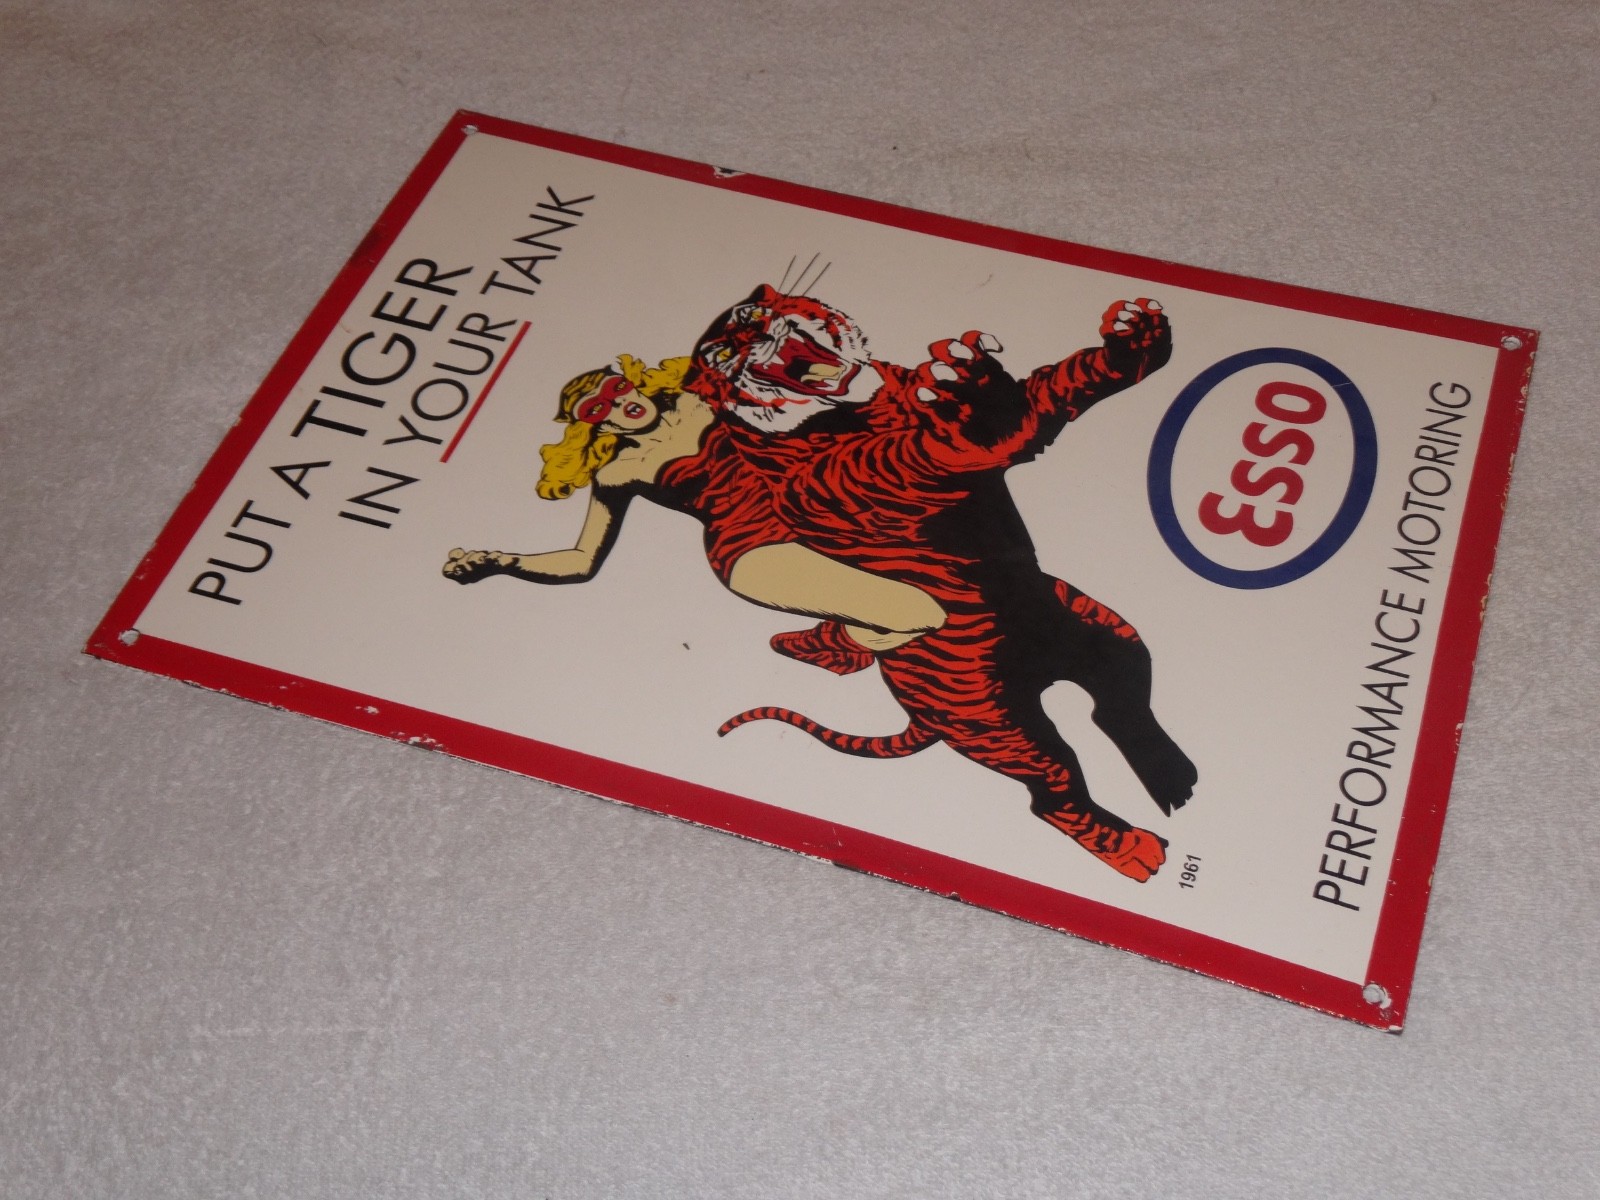 PUT A TIGER
IN YOUR TANK
Esso
1961
PERFORMANCE MOTORING